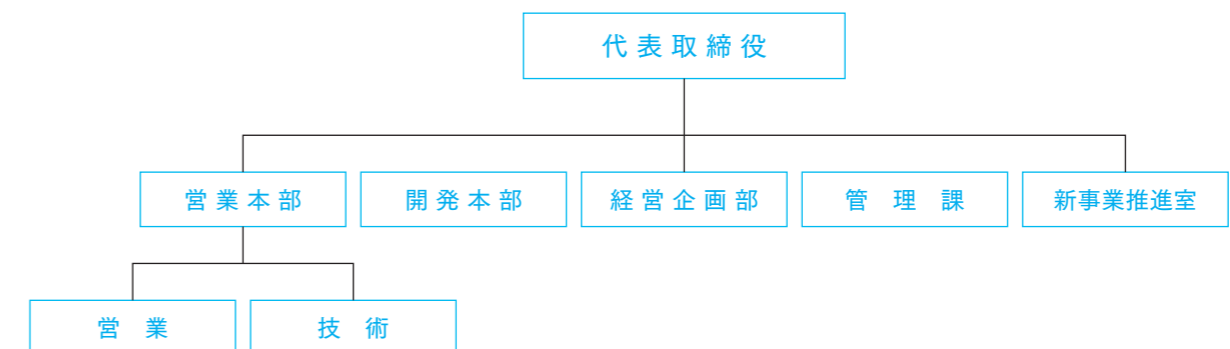 代表取締役
営業本部
開発本部
経営企画部
管理課
新事業推進室
営業
技術